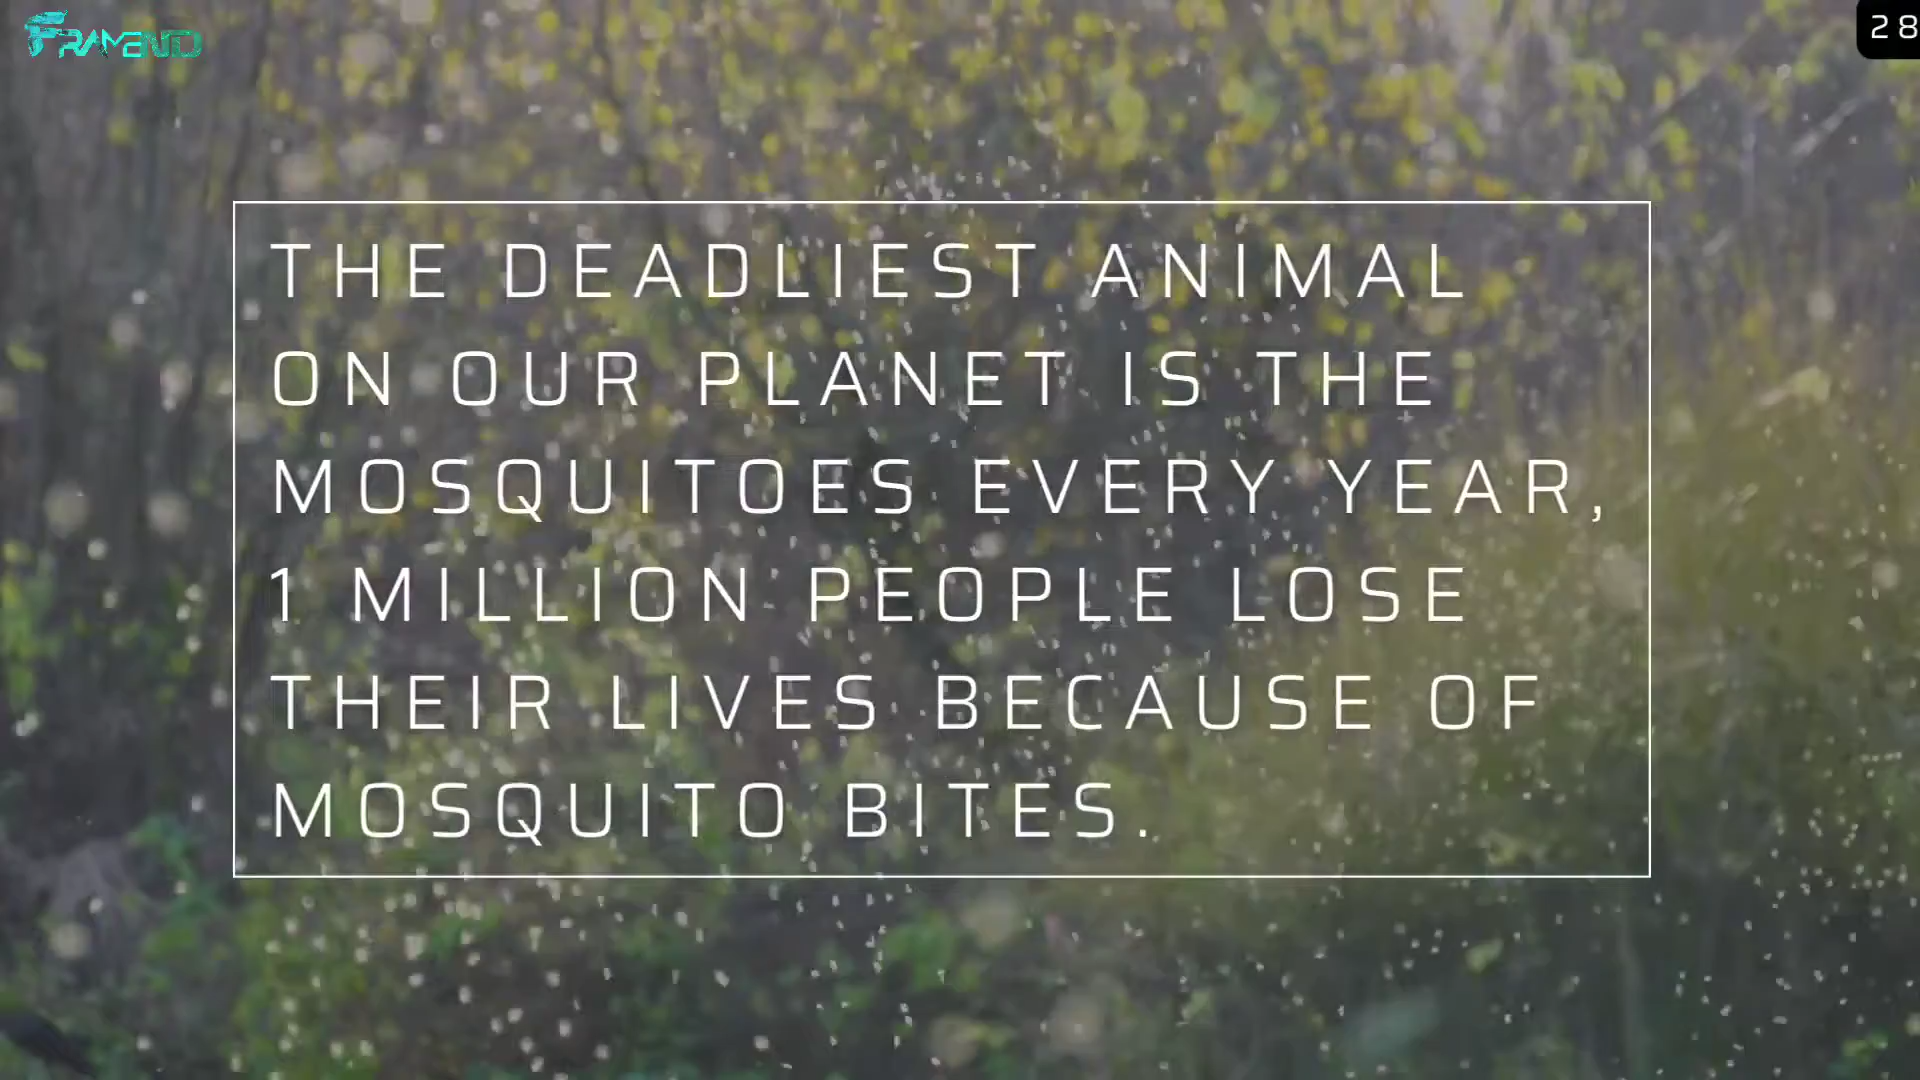 FRAMENTO
28
THE DEADLIEST ANIMAL
ON OUR PLANET IS THE
MOSQUITOES EVERY YEAR,
1 MILLION PEOPLE LOSE
THEIR LIVES BECAUSE OF
MOSQUITO BITES.